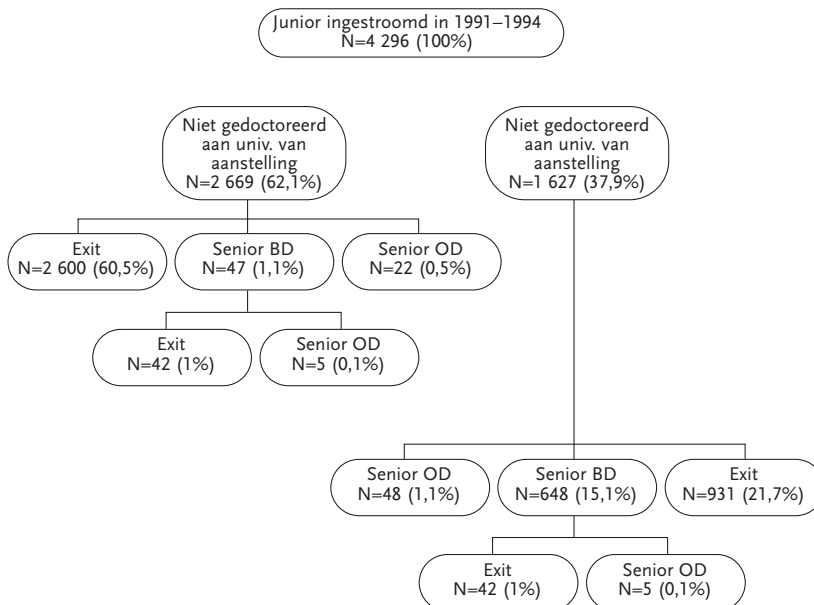 Junior ingestroomd in 1991–1994
N=4 296 (100%)
Niet gedoctoreerd
aan univ. van
aanstelling
N=2 669 (62,1%)
Niet gedoctoreerd
aan univ. van
aanstelling
N=1 627 (37,9%)
Exit
N=2 600 (60,5%)
Senior BD
N=47 (1,1%)
Senior OD
N=22 (0,5%)
Exit
N=42 (1%)
Senior OD
N=5 (0,1%)
Senior OD
N=48 (1,1%)
Senior BD
N=648 (15,1%)
Exit
N=931 (21,7%)
Exit
N=42 (1%)
Senior OD
N=5 (0,1%)